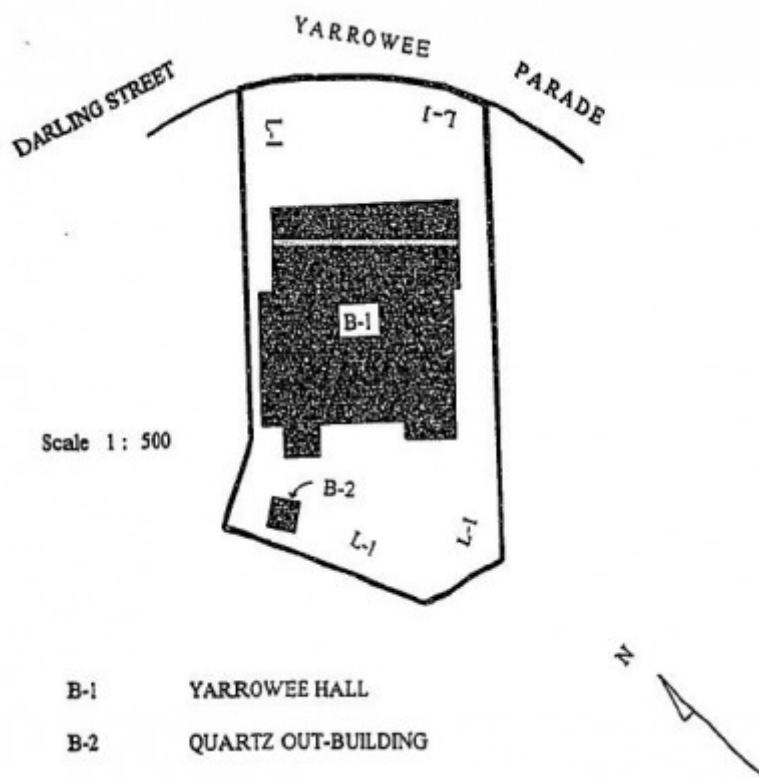 YARROWEE
DARLING STREET
PARADE
L-1
L-1
B-1
Scale 1 : 500
B-2
L-1
L-1
N
B-1 YARROWEE HALL
B-2 QUARTZ OUT-BUILDING